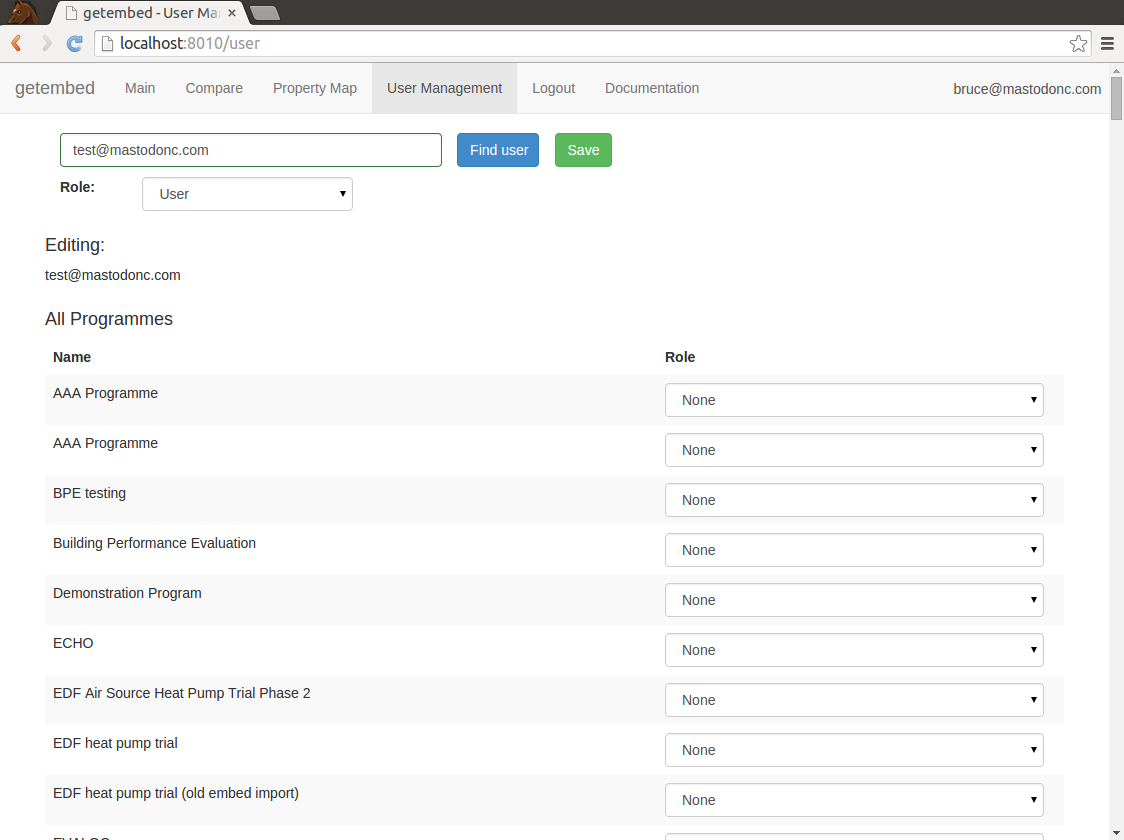 getembed - User Ma
localhost:8010/user
getembed Main Compare Property Map User Management Logout Documentation bruce@mastodonc.com
test@mastodonc.com Find user Save
Role: User
Editing:
test@mastodonc.com
All Programmes
Name Role
AAA Programme None
AAA Programme None
BPE testing None
Building Performance Evaluation None
Demonstration Program None
ECHO None
EDF Air Source Heat Pump Trial Phase 2 None
EDF heat pump trial None
EDF heat pump trial (old embed import) None